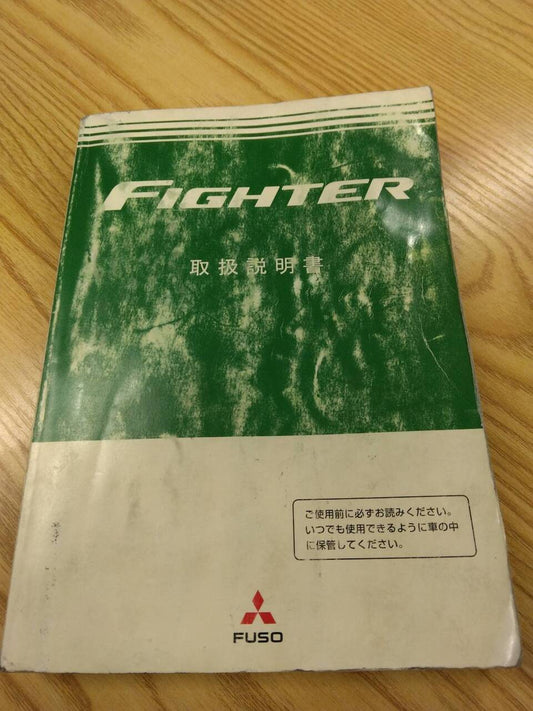 FIGHTER
取扱説明書
ご使用前に必ずお読みください。
いつでも使用できるように車の中
に保管してください。
FUSO